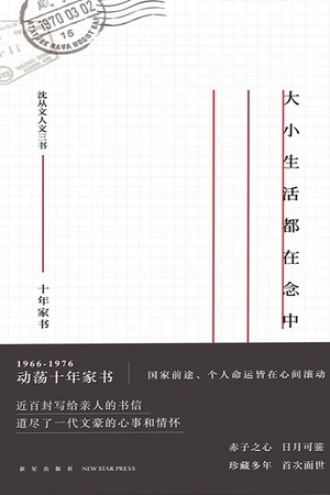 1970 03 02
15
大小生活都在念中
沈从文人文三书
十年家书
1966-1976
动荡十年家书
国家前途、个人命运皆在心间滚动
近百封写给亲人的书信
道尽了一代文豪的心事和情怀
赤子之心 日月可鉴
珍藏多年 首次面世
新星出版社 NEW STAR PRESS